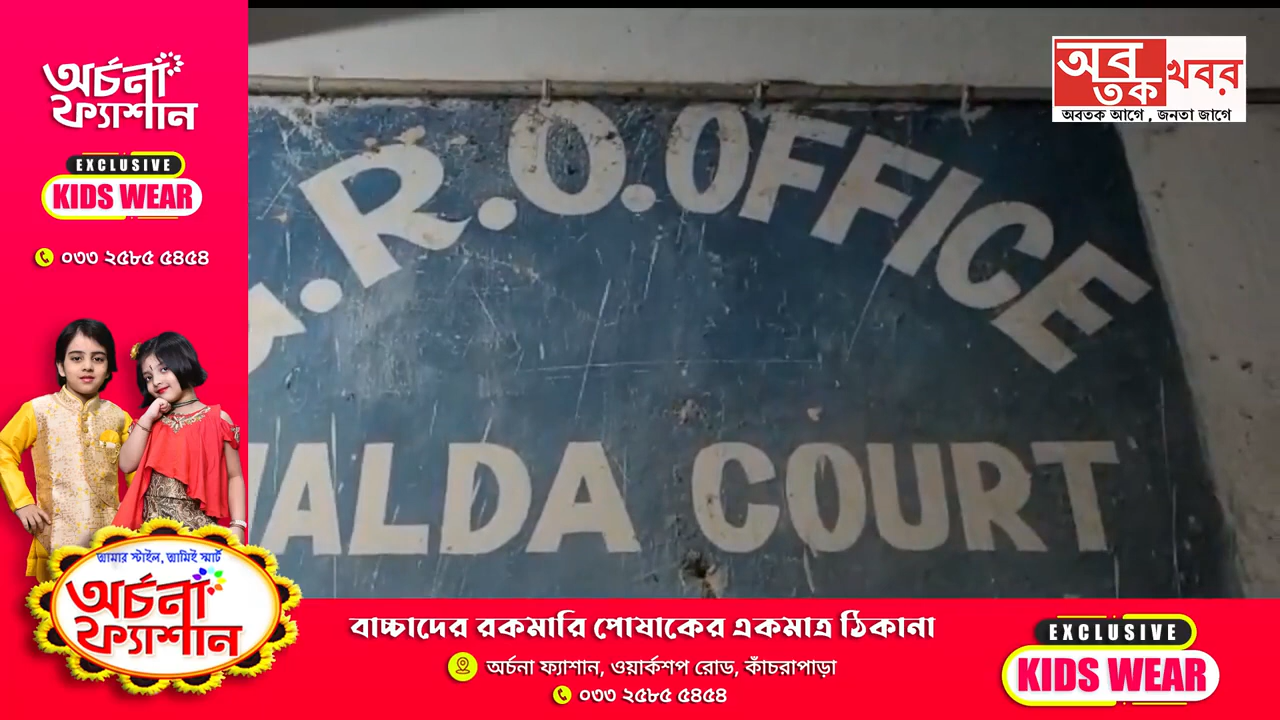 অর্চনা
ফ্যাশান
EXCLUSIVE
KIDS WEAR
০৩৩ ২৫৮৫ ৫৪৫৪
.R.O.OFFICE
ALDA COURT
অব তক খবর
অবতক আগে , জনতা জাগে
আমার স্টাইল, আমিই স্মার্ট
অর্চনা
ফ্যাশান
বাচ্চাদের রকমারি পোষাকের একমাত্র ঠিকানা
অর্চনা ফ্যাশান, ওয়ার্কশপ রোড, কাঁচরাপাড়া
০৩৩ ২৫৮৫ ৫৪৫৪
EXCLUSIVE
KIDS WEAR